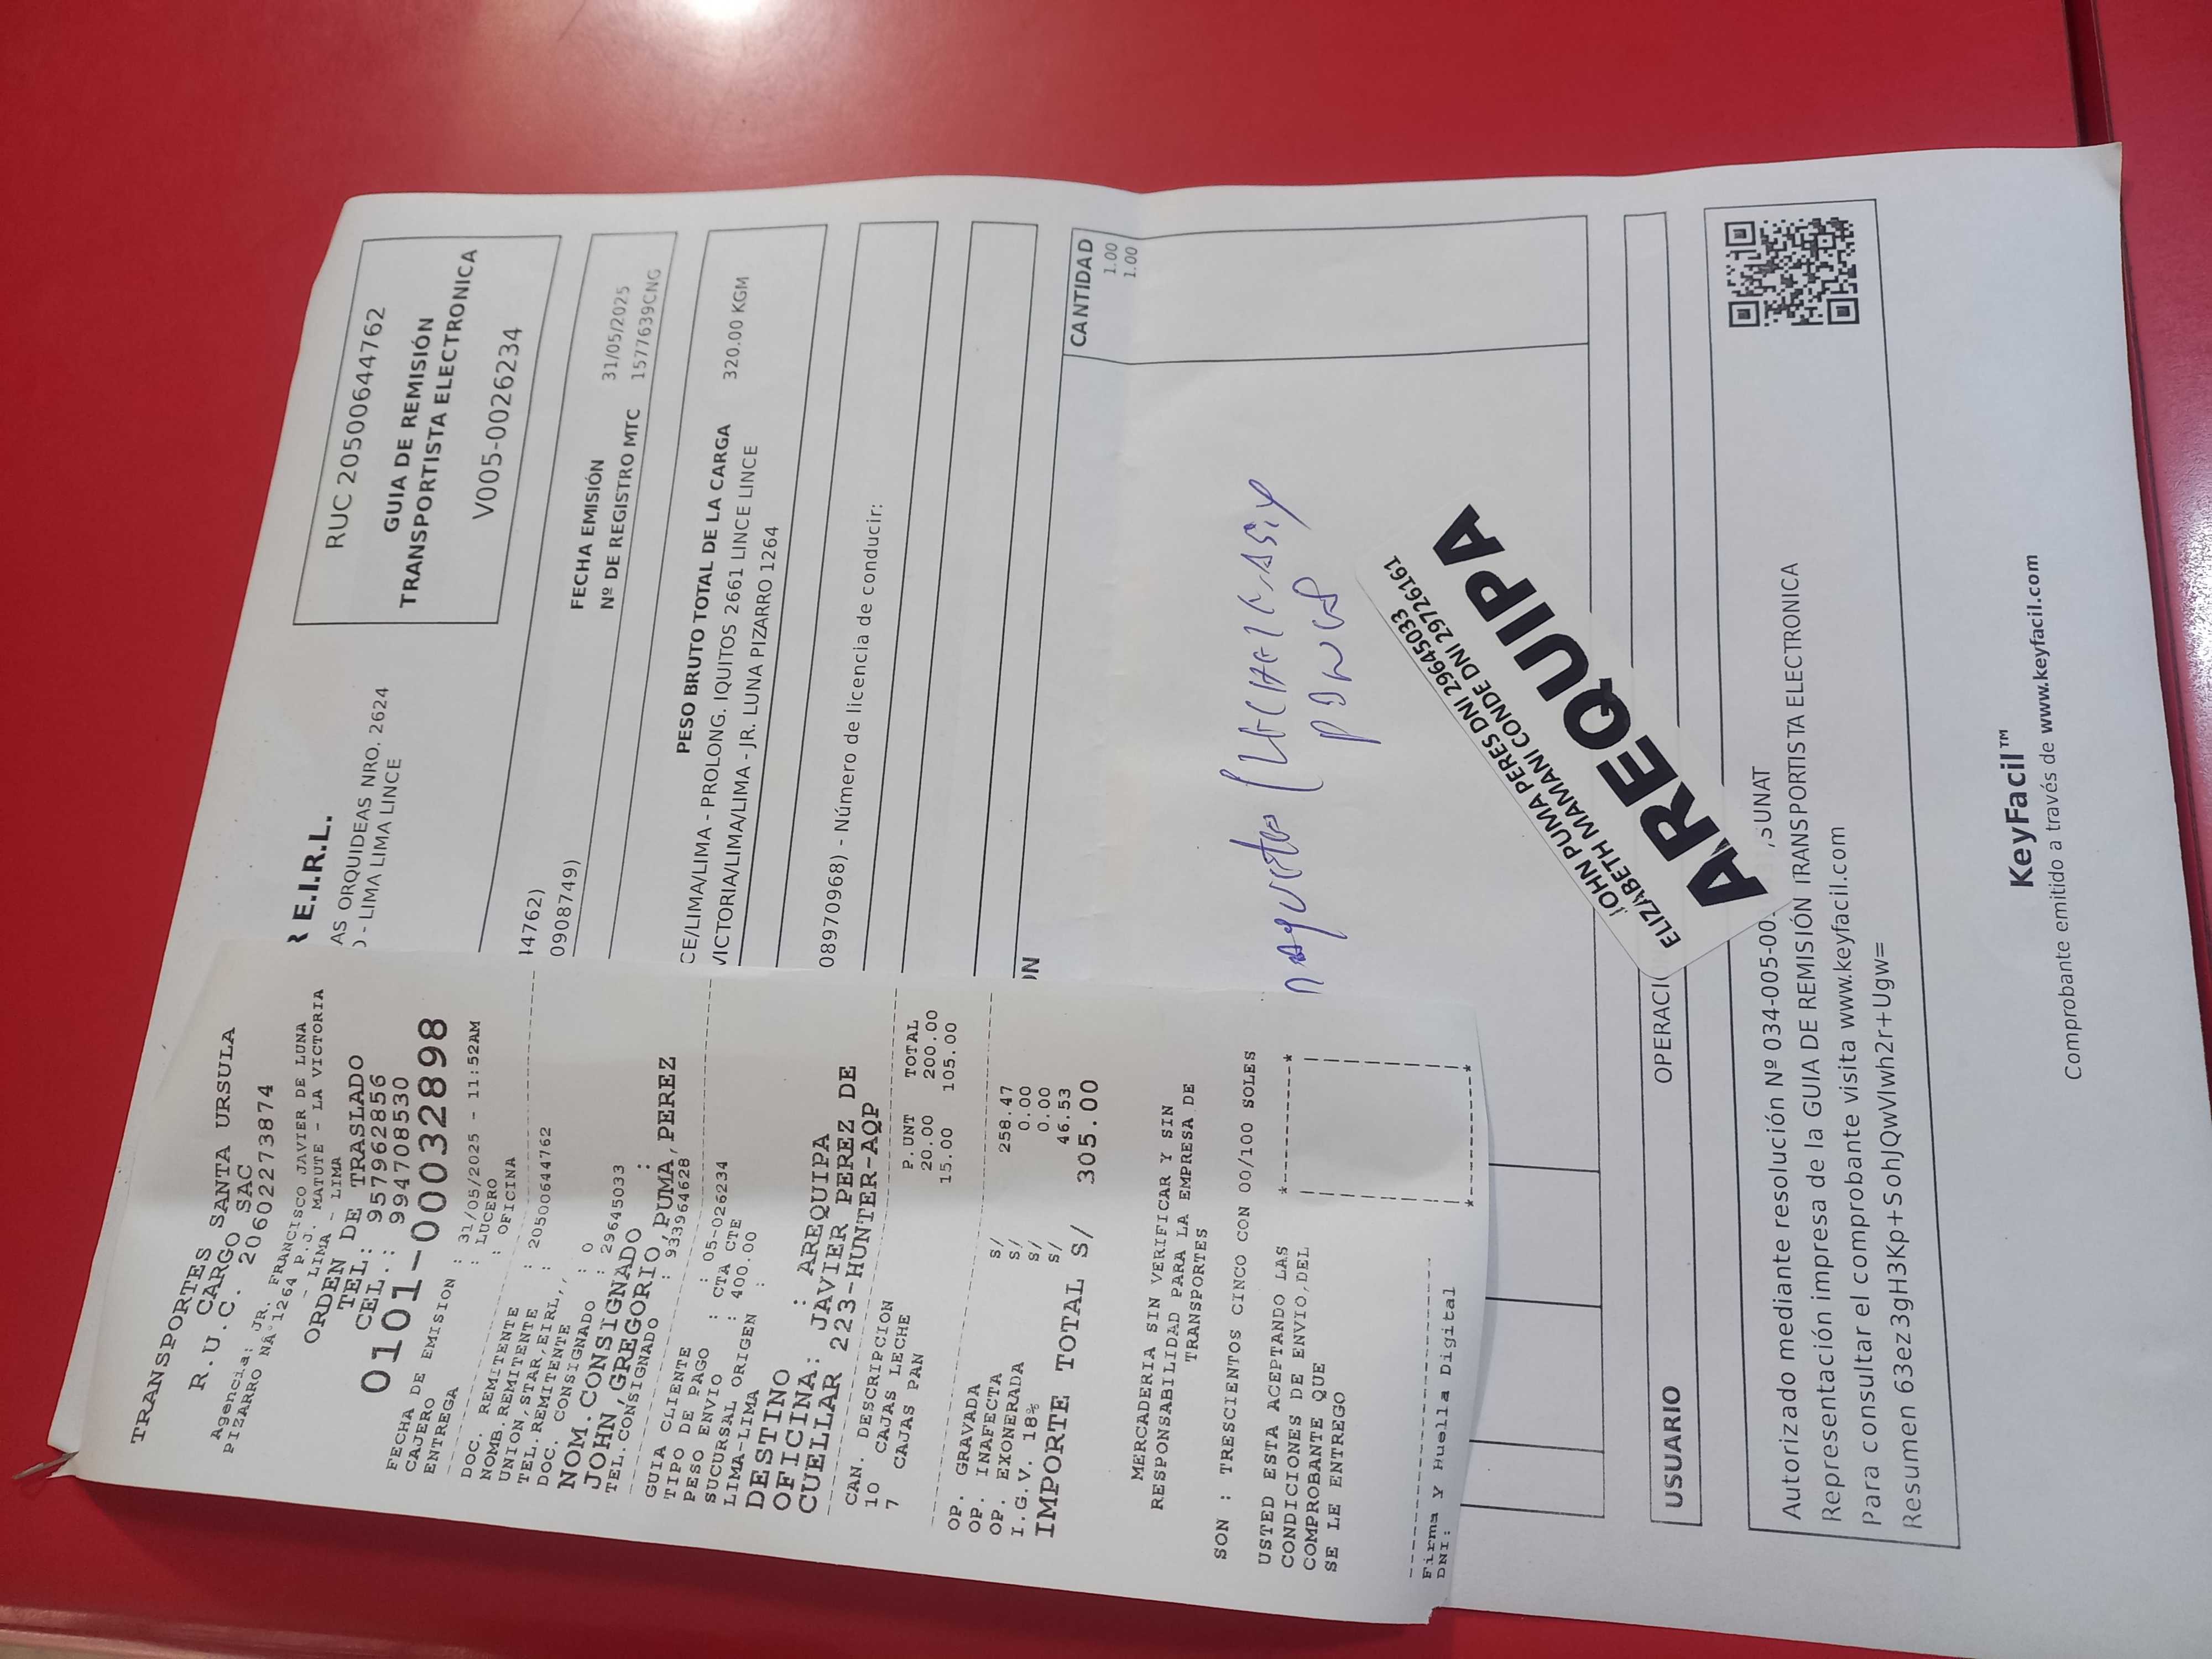 TRANSPORTES SANTA URSULA
CARGO SAC
R.U.C. 20602273874
Agencia: JR. FRANCISCO JAVIER DE LUNA
PIZARRO Nº 1264 P.J. MATUTE - LA VICTORIA
- LIMA - LIMA
ORDEN DE TRASLADO
TEL: 957962856
CEL.: 994708530
0101-00032898
FECHA DE EMISION : 31/05/2025 - 11:52AM
CAJERO : LUCERO
ENTREGA : OFICINA
DOC. REMITENTE : 20500644762
NOMB.REMITENTE :
UNION,STAR,EIRL,,
TEL.REMITENTE : 0
DOC. CONSIGNADO : 29645033
NOM.CONSIGNADO :
JOHN,GREGORIO,PUMA,PEREZ
TEL.CONSIGNADO : 933964628
GUIA CLIENTE : 05-026234
TIPO DE PAGO : CTA CTE
PESO ENVIO : 400.00
SUCURSAL ORIGEN :
LIMA-LIMA
DESTINO : AREQUIPA
OFICINA: JAVIER PEREZ DE
CUELLAR 223-HUNTER-AQP
CAN. DESCRIPCION P.UNT TOTAL
10 CAJAS LECHE 20.00 200.00
7 CAJAS PAN 15.00 105.00
OP. GRAVADA S/ 258.47
OP. INAFECTA S/ 0.00
OP. EXONERADA S/ 0.00
I.G.V. 18% S/ 46.53
IMPORTE TOTAL S/ 305.00
MERCADERIA SIN VERIFICAR Y SIN
RESPONSABILIDAD PARA LA EMPRESA DE
TRANSPORTES
SON : TRESCIENTOS CINCO CON 00/100 SOLES
USTED ESTA ACEPTANDO LAS
CONDICIONES DE ENVIO,DEL
COMPROBANTE QUE
SE LE ENTREGO
Firma Y Huella Digital
DNI:
R E.I.R.L.
AS ORQUIDEAS NRO. 2624
- LIMA LIMA LINCE
RUC 20500644762
GUIA DE REMISIÓN
TRANSPORTISTA ELECTRONICA
V005-0026234
44762)
09087 49)
FECHA EMISIÓN 31/05/2025
Nº DE REGISTRO MTC 1577639CNG
PESO BRUTO TOTAL DE LA CARGA 320.00 KGM
CE/LIMA/LIMA - PROLONG. IQUITOS 2661 LINCE LINCE
VICTORIA/LIMA/LIMA - JR. LUNA PIZARRO 1264
08970968) - Número de licencia de conducir:
ON
CANTIDAD
1.00
1.00
JOHN PUMA PERES DNI 29645033
ELIZABETH MAMANI CONDE DNI 29726161
AREQUIPA
USUARIO
Autorizado mediante resolución Nº 034-005-00 SUNAT
Representación impresa de la GUIA DE REMISIÓN TRANSPORTISTA ELECTRONICA
Para consultar el comprobante visita www.keyfacil.com
Resumen 63ez3gH3Kp+SohJQwVlwh2r+Ugw=
KeyFacil™
Comprobante emitido a través de www.keyfacil.com